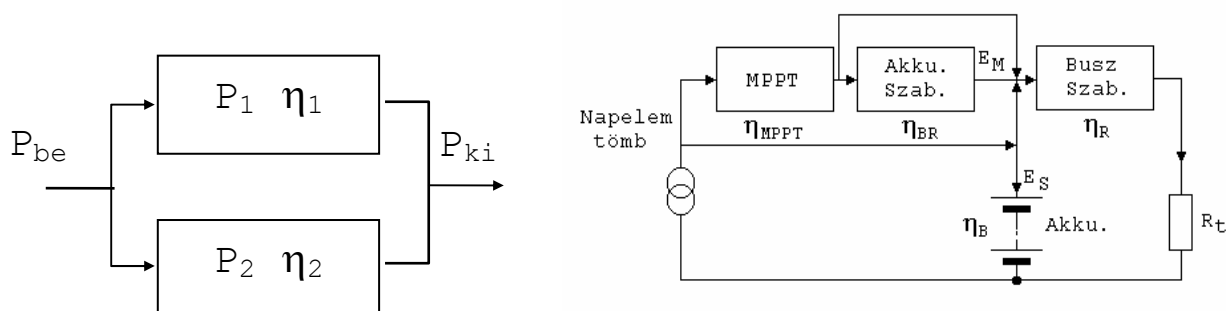 P1 η1
Pbe
Pki
P2 η2
MPPT
Akku.
Szab.
EM
Busz
Szab.
Napelem
tömb
ηMPPT
ηBR
ηR
ES
ηB
Akku.
Rt